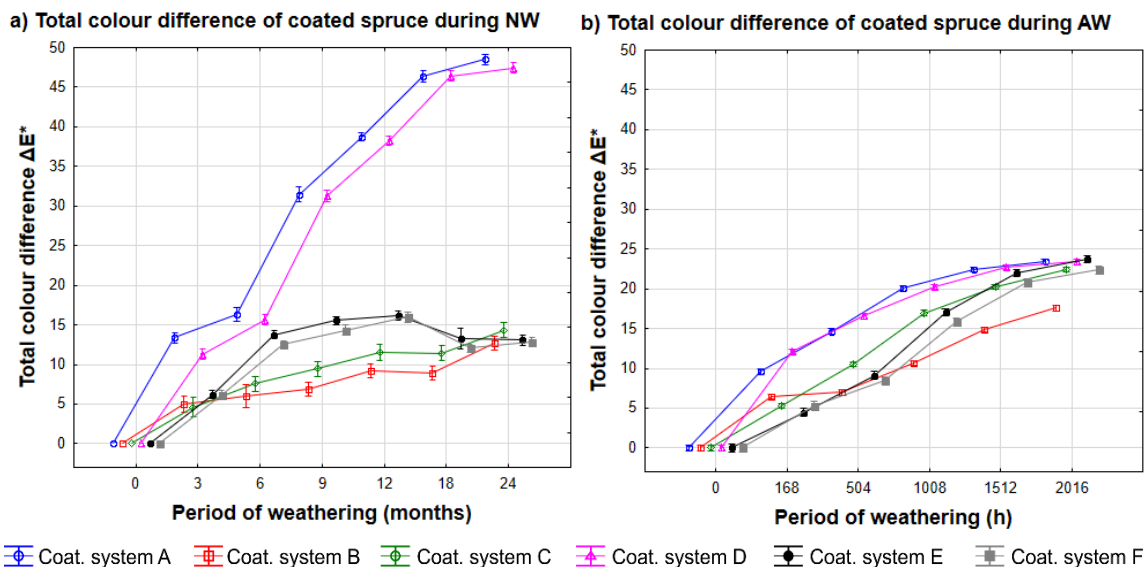 a) Total colour difference of coated spruce during NW
Total colour difference ΔE*
50
45
40
35
30
25
20
15
10
5
0
0 3 6 9 12 18 24
Period of weathering (months)
b) Total colour difference of coated spruce during AW
Total colour difference ΔE*
50
45
40
35
30
25
20
15
10
5
0
0 168 504 1008 1512 2016
Period of weathering (h)
Coat. system A Coat. system B Coat. system C Coat. system D Coat. system E Coat. system F